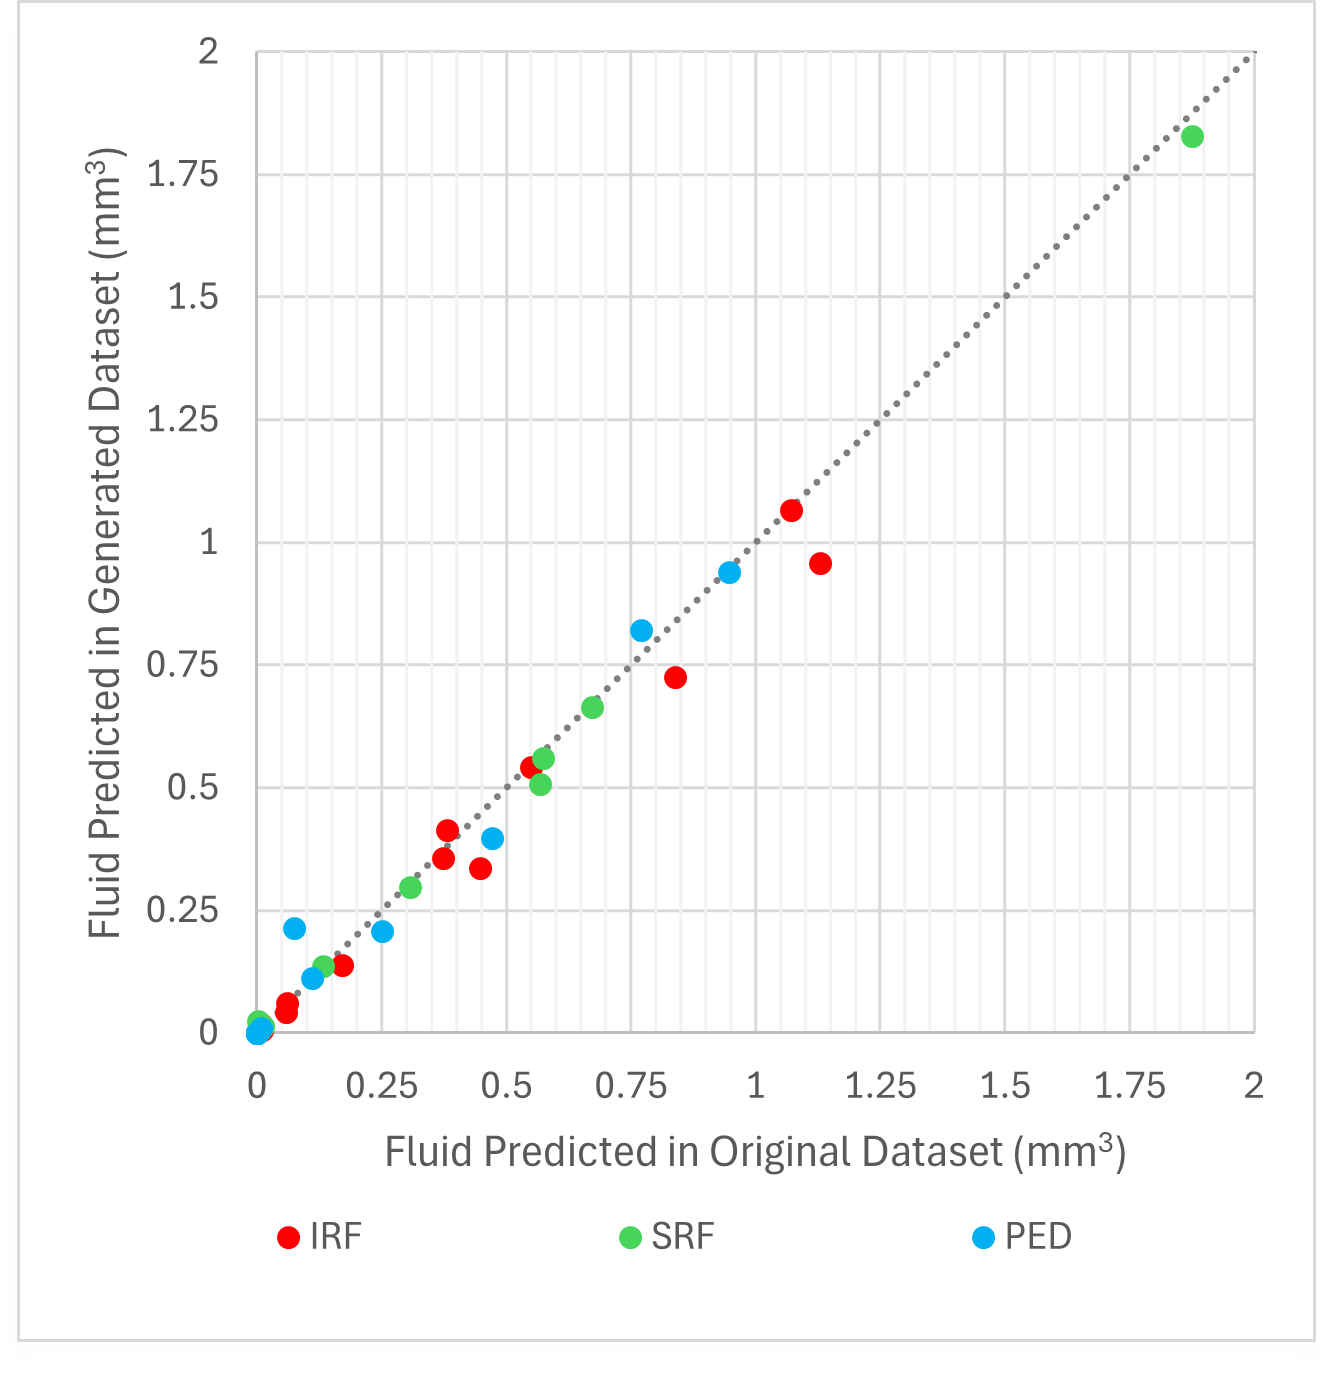 2
1.75
1.5
1.25
1
0.75
0.5
0.25
0
Fluid Predicted in Generated Dataset (mm³)
0 0.25 0.5 0.75 1 1.25 1.5 1.75 2
Fluid Predicted in Original Dataset (mm³)
IRF SRF PED